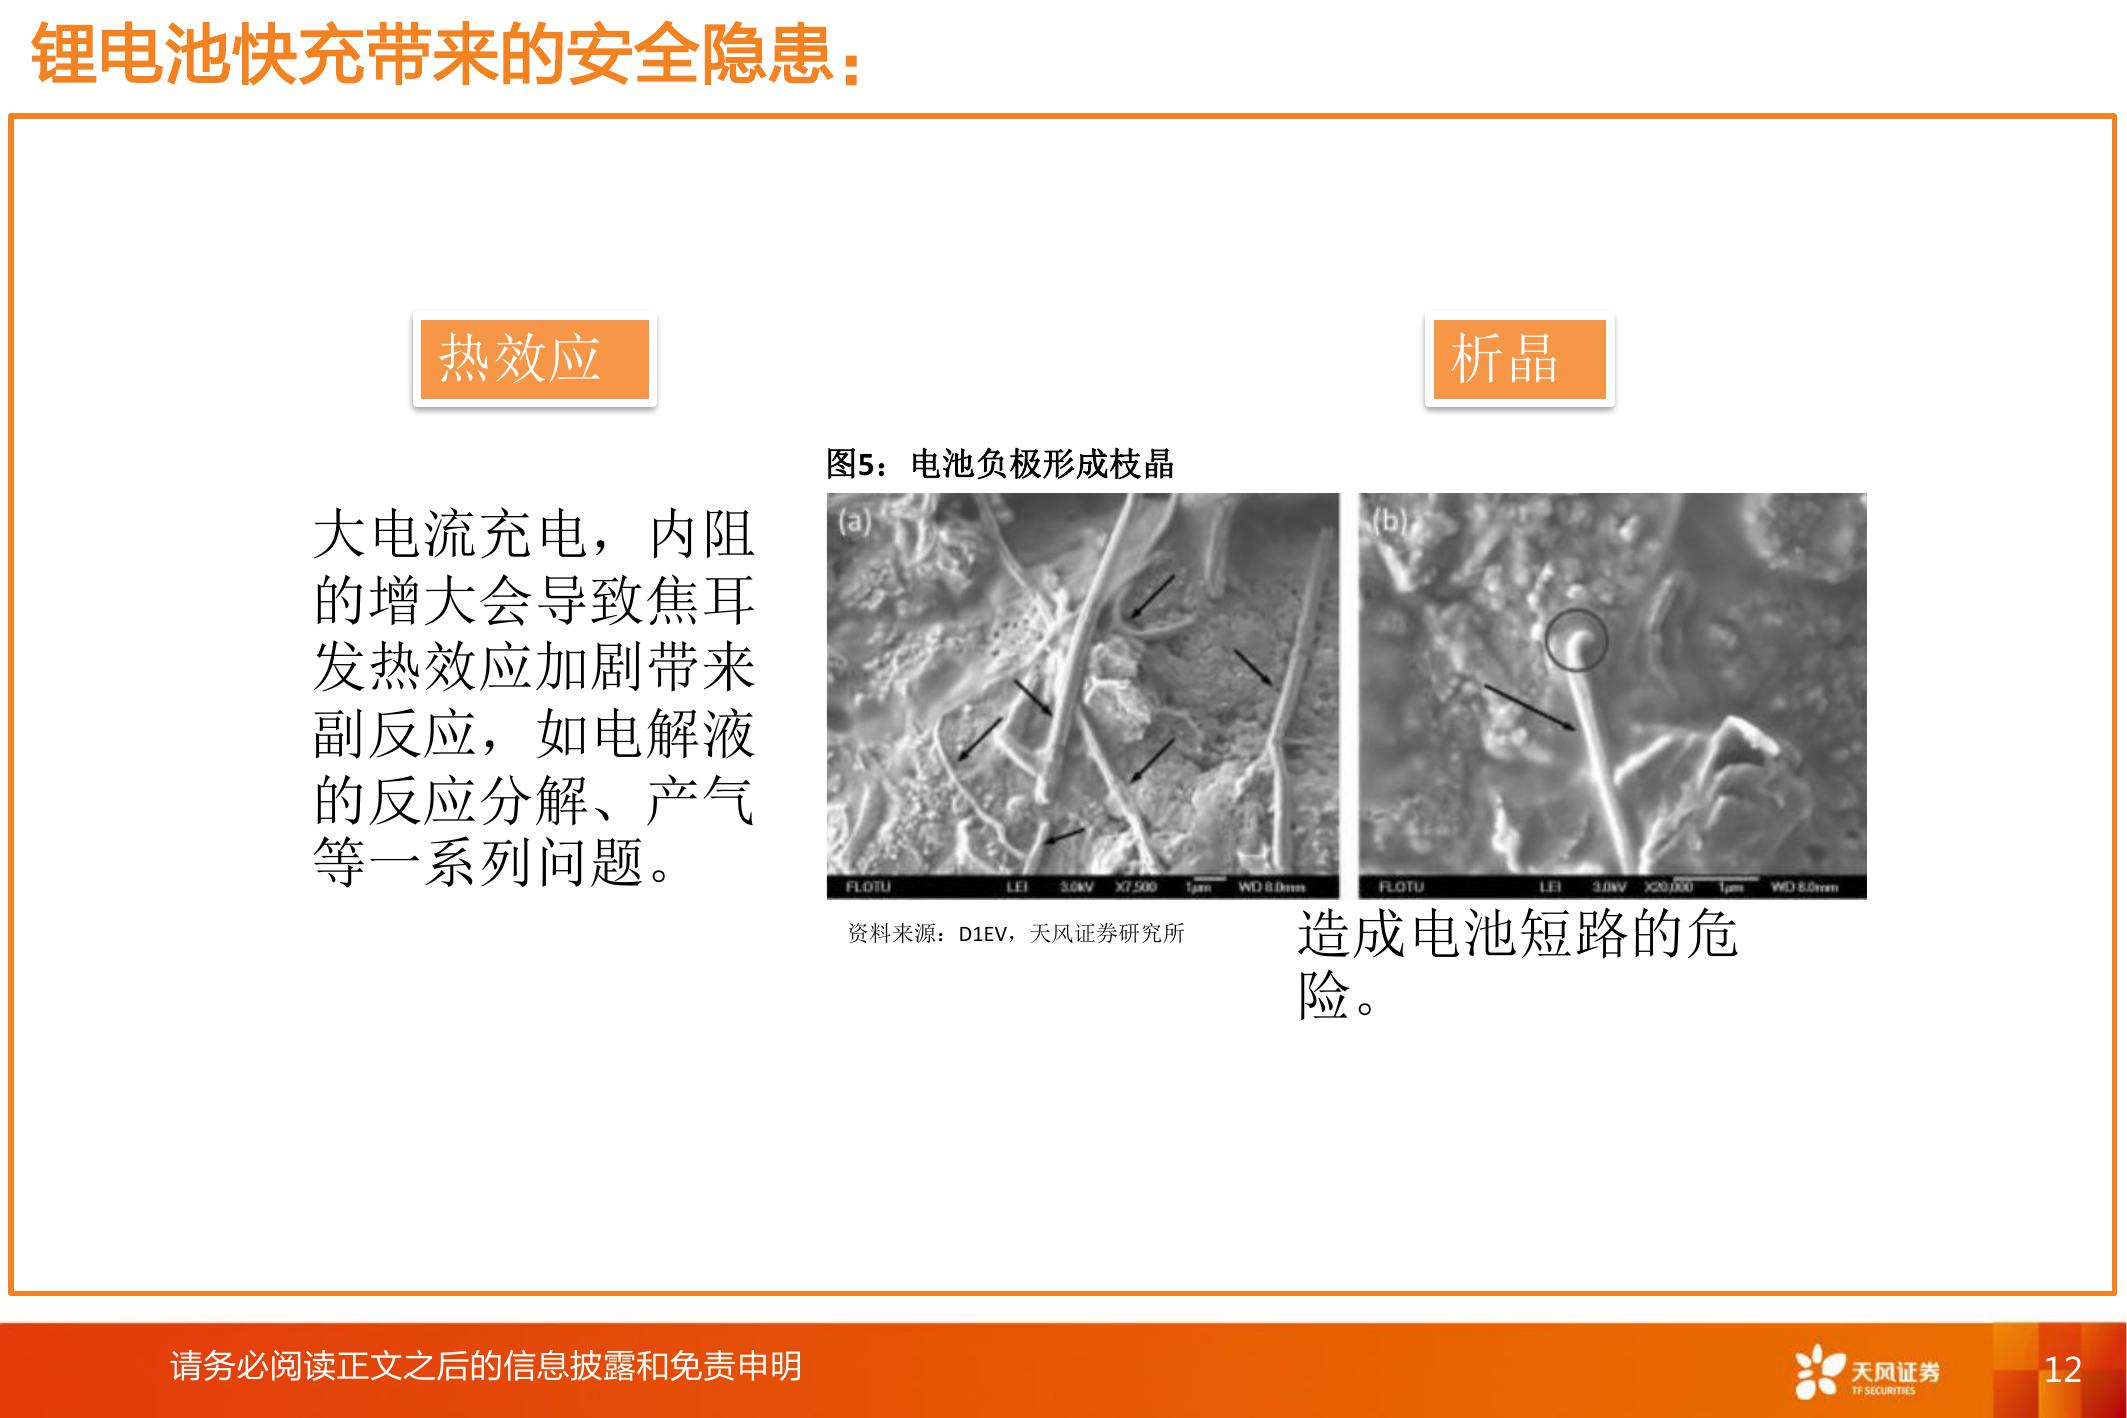 锂电池快充带来的安全隐患：
热效应
析晶
大电流充电，内阻
的增大会导致焦耳
发热效应加剧带来
副反应，如电解液
的反应分解、产气
等一系列问题。
图5：电池负极形成枝晶
(a)
FLOTU LEI 3.0kV X7,500 1μm WD 8.0mm
(b)
FLOTU LEI 3.0kV X20,000 1μm WD 8.0mm
资料来源：D1EV，天风证券研究所
造成电池短路的危
险。
请务必阅读正文之后的信息披露和免责申明
天风证券
TF SECURITIES
12